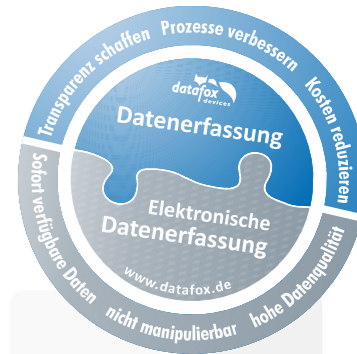 Transparenz schaffen
Prozesse verbessern
Kosten reduzieren
datafox
devices
Datenerfassung
Elektronische
Datenerfassung
www.datafox.de
Sofort verfügbare Daten
nicht manipulierbar
hohe Datenqualität